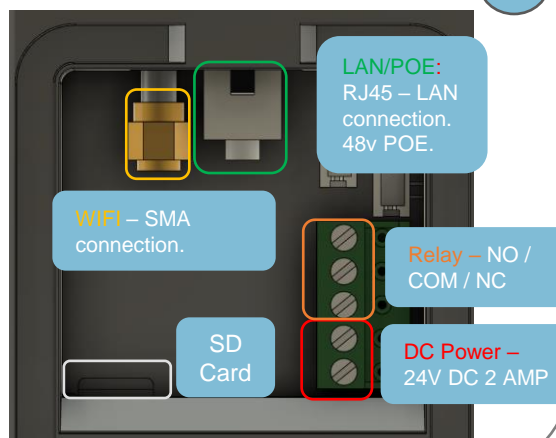 LAN/POE:
RJ45 – LAN
connection.
48v POE.
WIFI – SMA
connection.
Relay – NO /
COM / NC
SD
Card
DC Power –
24V DC 2 AMP